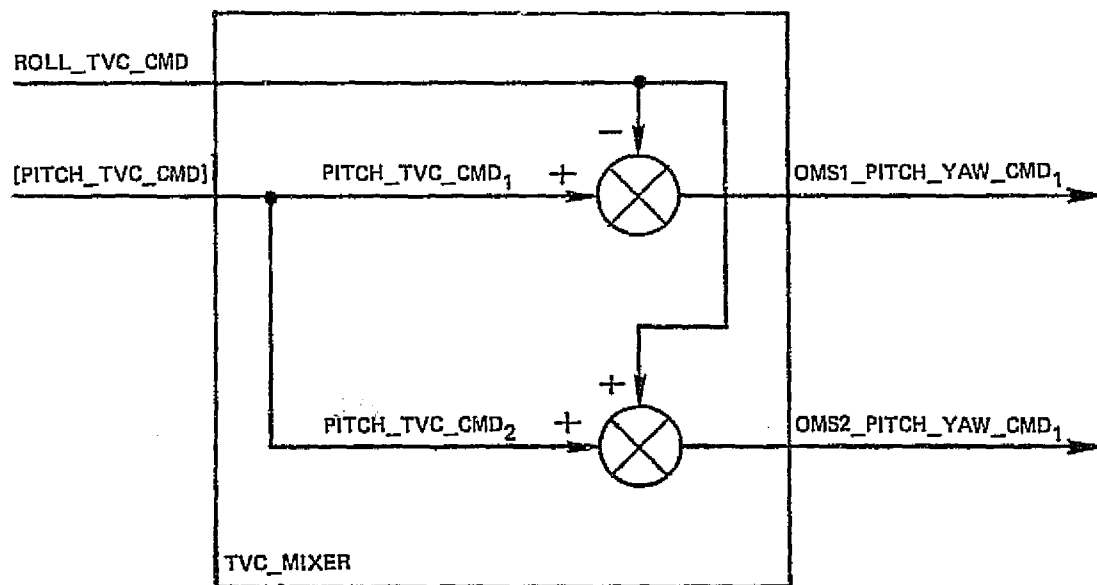 ROLL_TVC_CMD
−
[PITCH_TVC_CMD]
PITCH_TVC_CMD₁
+
OMS1_PITCH_YAW_CMD₁
+
PITCH_TVC_CMD₂
+
OMS2_PITCH_YAW_CMD₁
TVC_MIXER